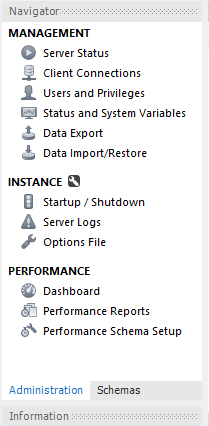 Navigator
MANAGEMENT
Server Status
Client Connections
Users and Privileges
Status and System Variables
Data Export
Data Import/Restore
INSTANCE
Startup / Shutdown
Server Logs
Options File
PERFORMANCE
Dashboard
Performance Reports
Performance Schema Setup
Administration Schemas
Information